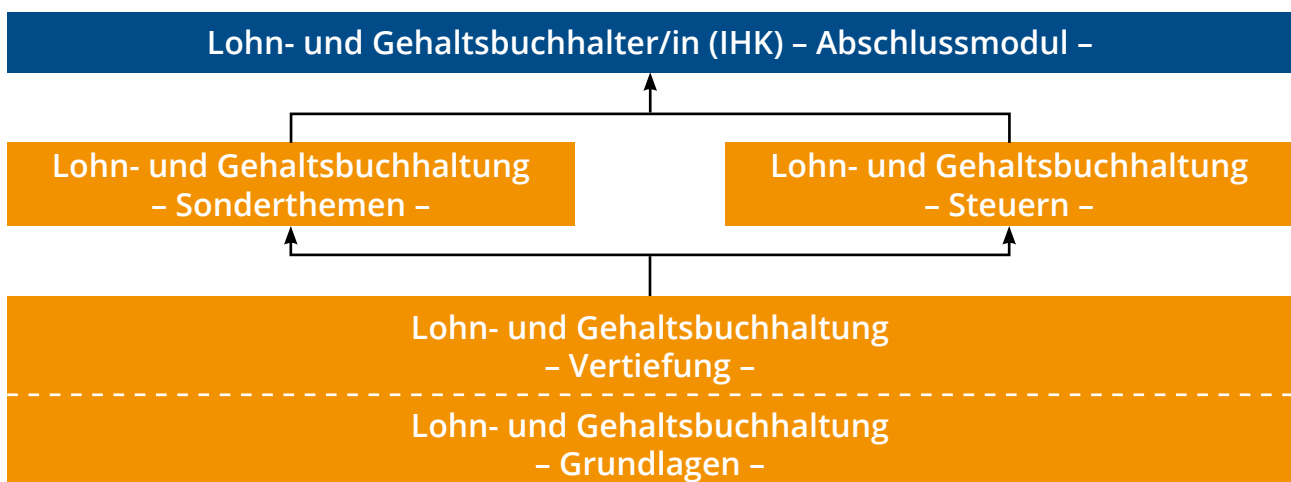 Lohn- und Gehaltsbuchhalter/in (IHK) – Abschlussmodul –
Lohn- und Gehaltsbuchhaltung
– Sonderthemen –
Lohn- und Gehaltsbuchhaltung
– Steuern –
Lohn- und Gehaltsbuchhaltung
– Vertiefung –
Lohn- und Gehaltsbuchhaltung
– Grundlagen –